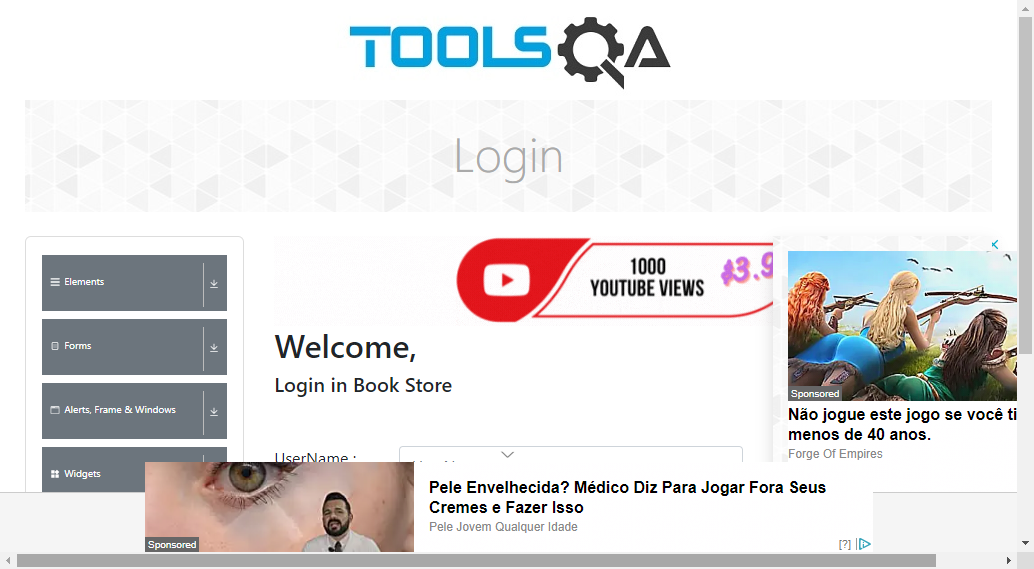 TOOLSQA
Login
Elements
Forms
Alerts, Frame & Windows
Widgets
1000
YOUTUBE VIEWS
$3.9
Welcome,
Login in Book Store
UserName :
Sponsored
Não jogue este jogo se você ti
menos de 40 anos.
Forge Of Empires
Sponsored
Pele Envelhecida? Médico Diz Para Jogar Fora Seus
Cremes e Fazer Isso
Pele Jovem Qualquer Idade
[?]